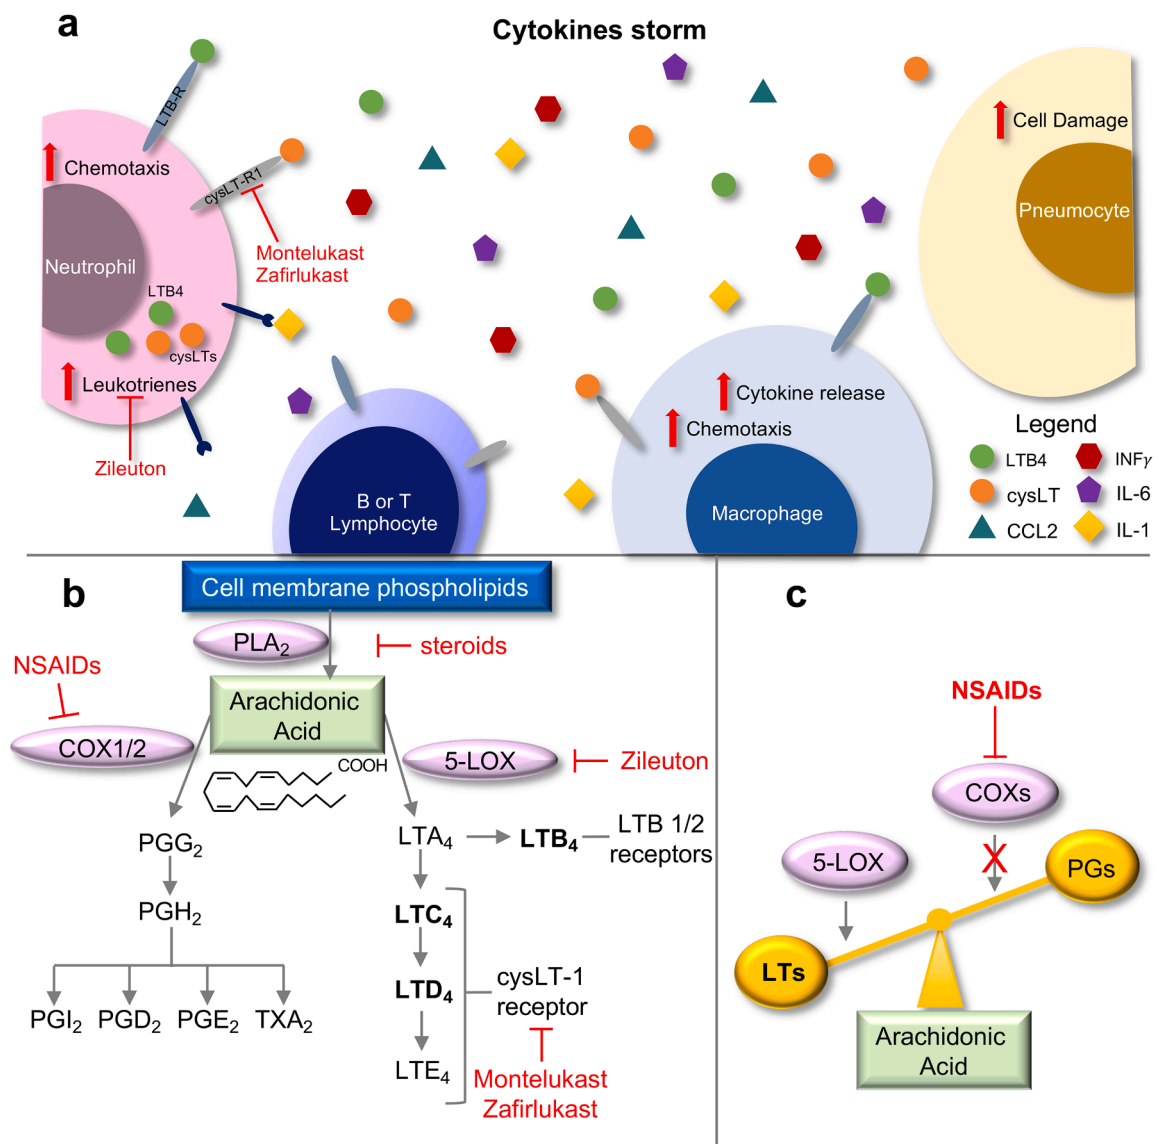 a
Cytokines storm
LTB-R
Chemotaxis
cysLT-R1
Montelukast
Zafirlukast
Neutrophil
LTB4
cysLTs
Leukotrienes
Zileuton
B or T
Lymphocyte
Cytokine release
Chemotaxis
Macrophage
Cell Damage
Pneumocyte
Legend
LTB4
INFγ
cysLT
IL-6
CCL2
IL-1
b
Cell membrane phospholipids
PLA₂
steroids
NSAIDs
Arachidonic
Acid
COX1/2
5-LOX
Zileuton
COOH
PGG₂
LTA₄
LTB₄
LTB 1/2
receptors
PGH₂
LTC₄
LTD₄
cysLT-1
receptor
PGI₂
PGD₂
PGE₂
TXA₂
LTE₄
Montelukast
Zafirlukast
c
NSAIDs
COXs
5-LOX
X
PGs
LTs
Arachidonic
Acid